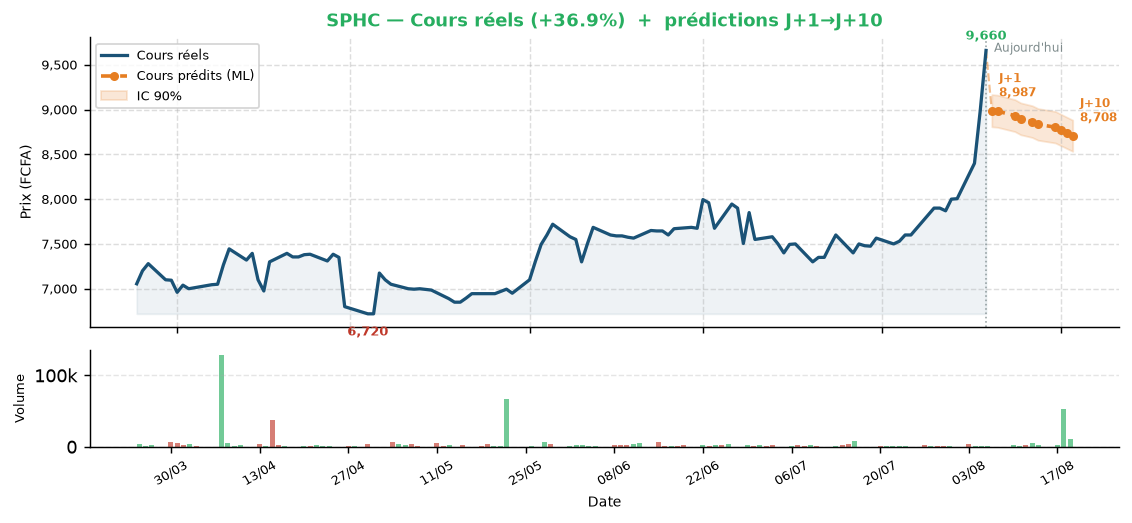 SPHC — Cours réels (+36.9%)  +  prédictions J+1→J+10
9,660
Aujourd'hui
Cours réels
Cours prédits (ML)
IC 90%
J+1
8,987
J+10
8,708
9,500
9,000
8,500
8,000
7,500
7,000
Prix (FCFA)
6,720
100k
0
Volume
30/03
13/04
27/04
11/05
25/05
08/06
22/06
06/07
20/07
03/08
17/08
Date